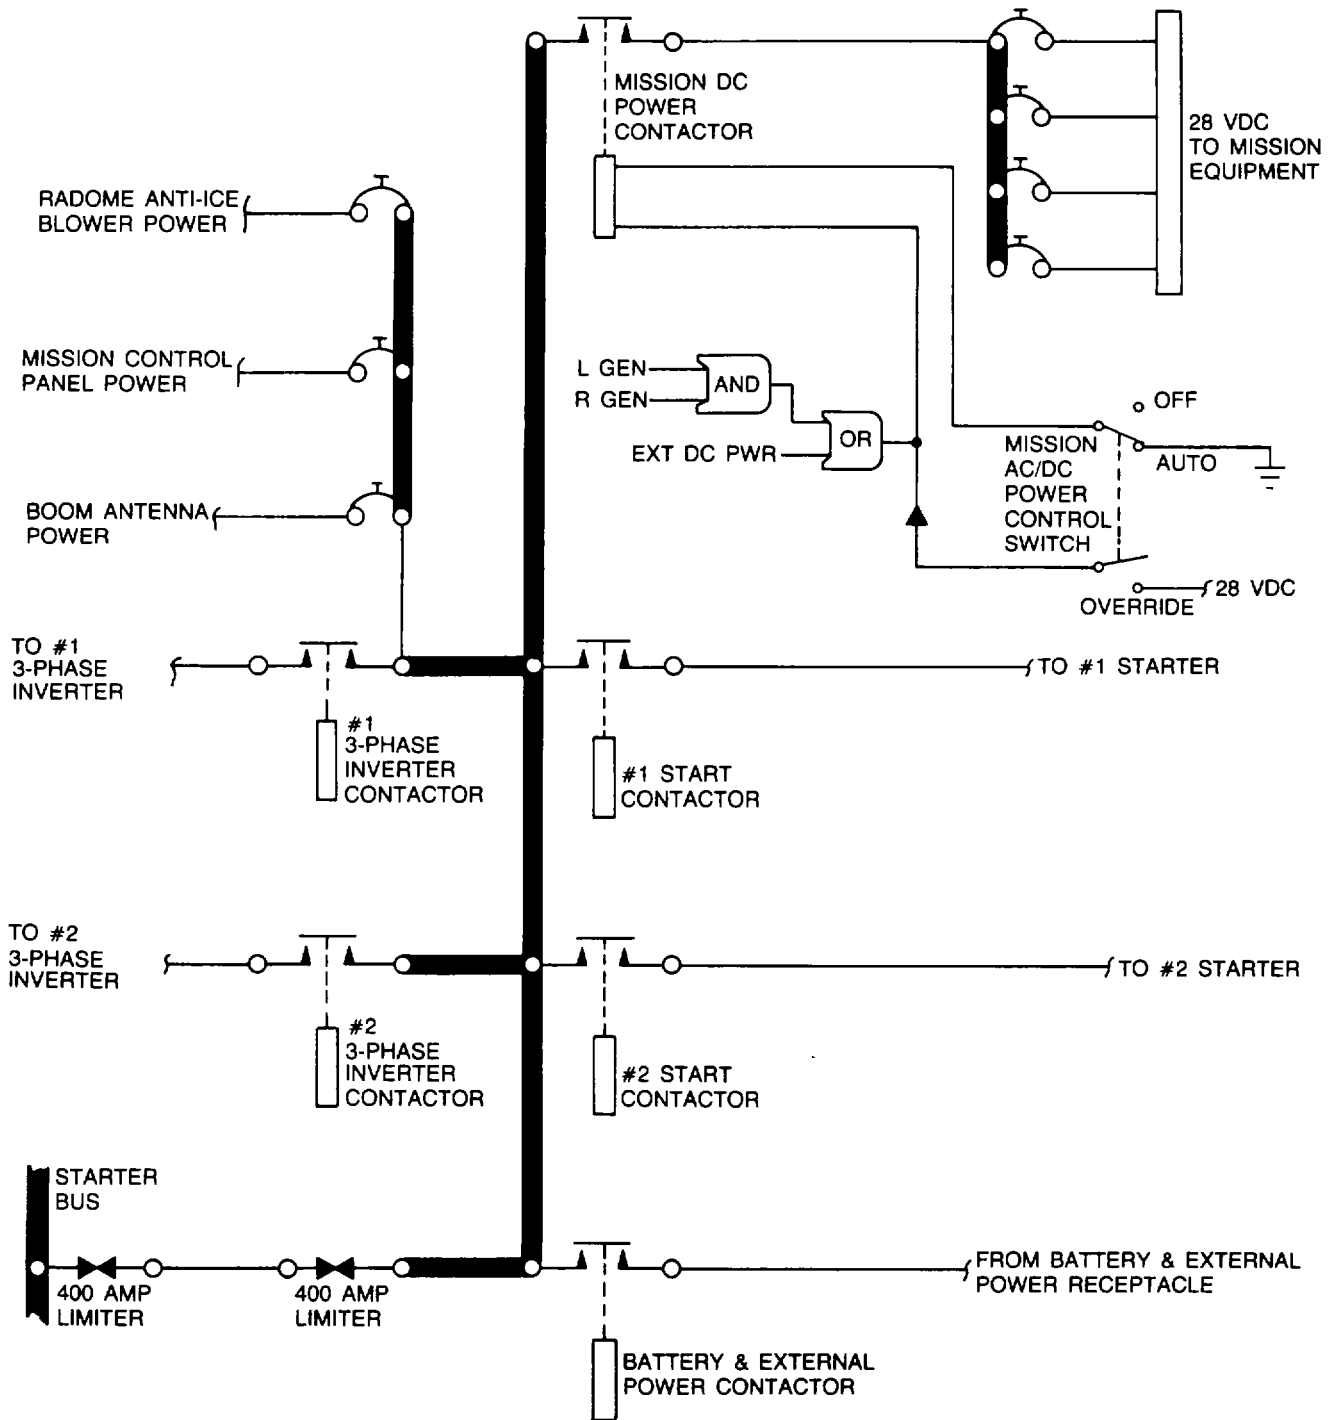 MISSION DC
POWER
CONTACTOR
28 VDC
TO MISSION
EQUIPMENT
RADOME ANTI-ICE
BLOWER POWER
MISSION CONTROL
PANEL POWER
BOOM ANTENNA
POWER
L GEN
R GEN
AND
EXT DC PWR
OR
OFF
AUTO
MISSION
AC/DC
POWER
CONTROL
SWITCH
28 VDC
OVERRIDE
TO #1
3-PHASE
INVERTER
#1
3-PHASE
INVERTER
CONTACTOR
TO #1 STARTER
#1 START
CONTACTOR
TO #2
3-PHASE
INVERTER
#2
3-PHASE
INVERTER
CONTACTOR
TO #2 STARTER
#2 START
CONTACTOR
STARTER
BUS
400 AMP
LIMITER
400 AMP
LIMITER
FROM BATTERY & EXTERNAL
POWER RECEPTACLE
BATTERY & EXTERNAL
POWER CONTACTOR